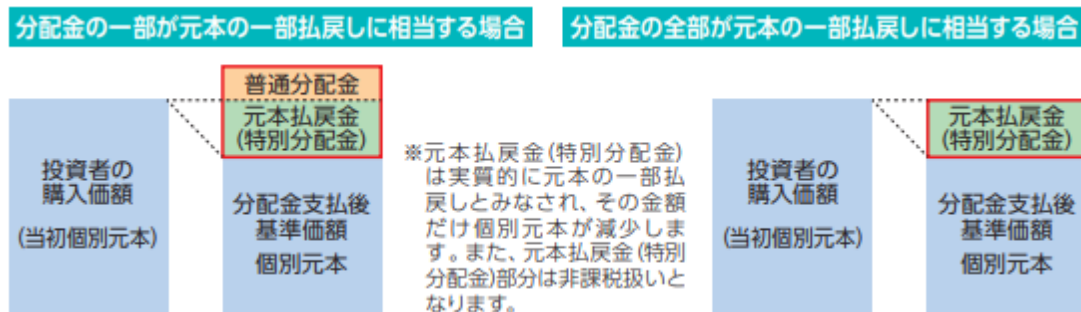 分配金の一部が元本の一部払戻しに相当する場合
普通分配金
元本払戻金
(特別分配金)
投資者の
購入価額
(当初個別元本)
分配金支払後
基準価額
個別元本
※元本払戻金(特別分配金)
は実質的に元本の一部払
戻しとみなされ、その金額
だけ個別元本が減少しま
す。また、元本払戻金(特別
分配金)部分は非課税扱いと
なります。
分配金の全部が元本の一部払戻しに相当する場合
元本払戻金
(特別分配金)
投資者の
購入価額
(当初個別元本)
分配金支払後
基準価額
個別元本